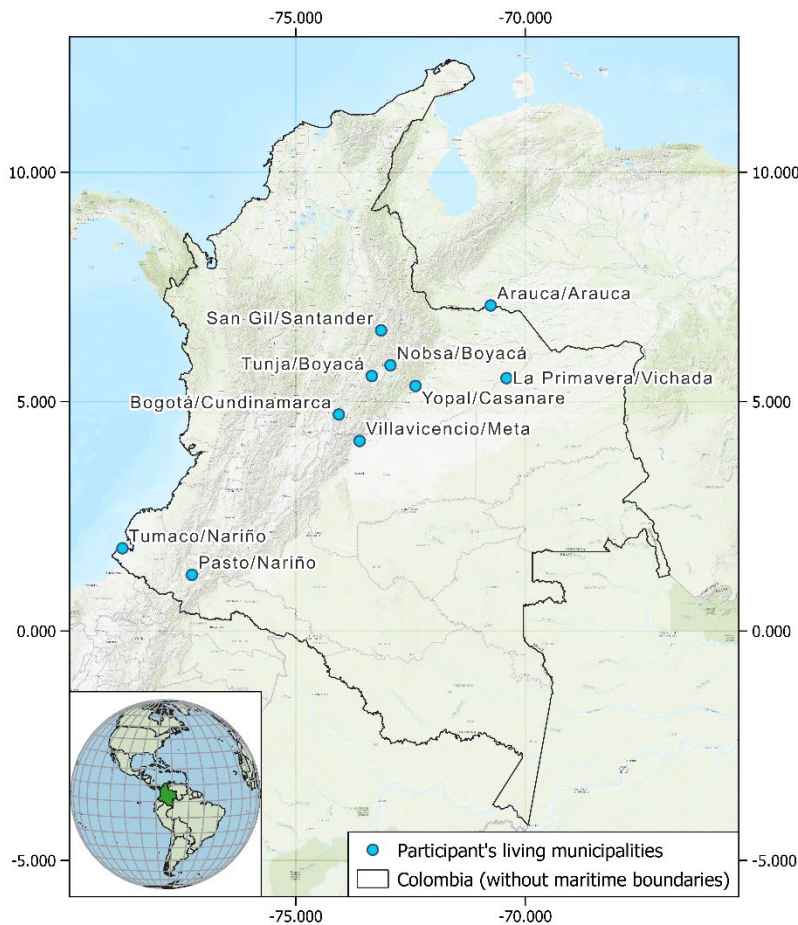 -75.000
-70.000
10.000
10.000
Arauca/Arauca
San Gil/Santander
Nobsa/Boyacá
Tunja/Boyacá
La Primavera/Vichada
Yopal/Casanare
5.000
5.000
Bogotá/Cundinamarca
Villavicencio/Meta
Tumaco/Nariño
Pasto/Nariño
0.000
0.000
-5.000
-5.000
Participant's living municipalities
Colombia (without maritime boundaries)
-75.000
-70.000